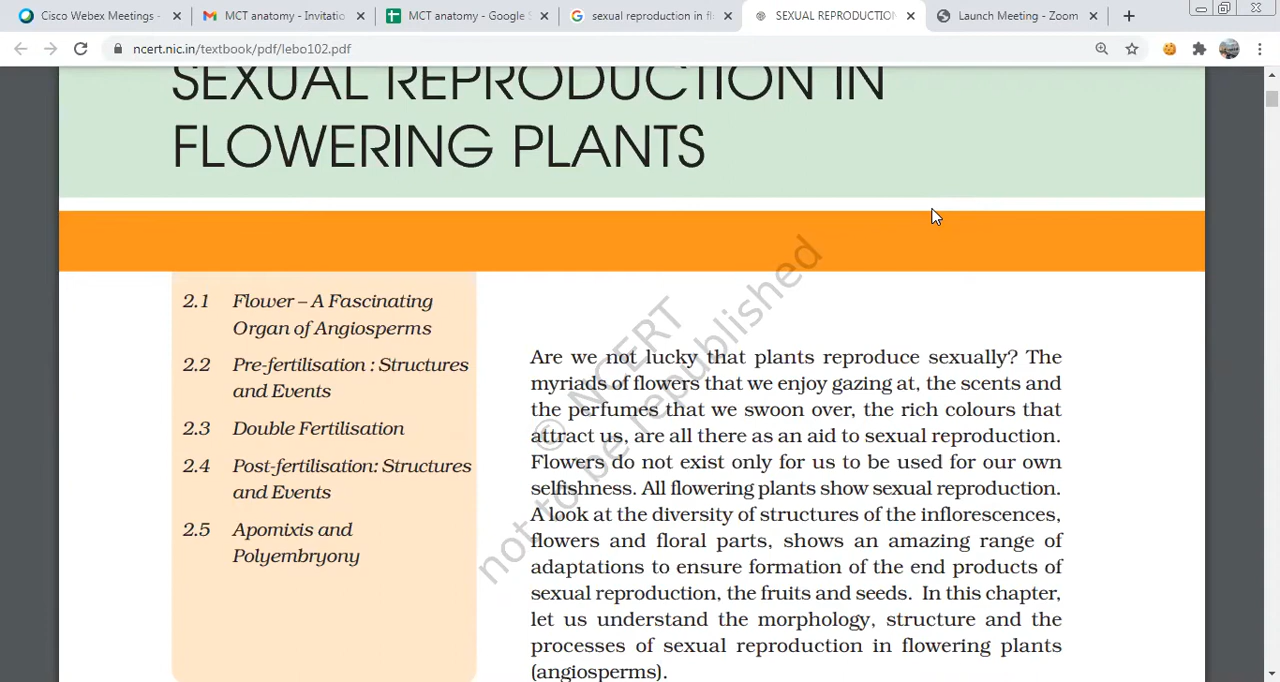 Cisco Webex Meetings -
MCT anatomy - Invitatio
MCT anatomy - Google S
sexual reproduction in fl
SEXUAL REPRODUCTION
Launch Meeting - Zoom
ncert.nic.in/textbook/pdf/lebo102.pdf
SEXUAL REPRODUCTION IN
FLOWERING PLANTS
2.1 Flower – A Fascinating
Organ of Angiosperms
2.2 Pre-fertilisation : Structures
and Events
2.3 Double Fertilisation
2.4 Post-fertilisation: Structures
and Events
2.5 Apomixis and
Polyembryony
Are we not lucky that plants reproduce sexually? The
myriads of flowers that we enjoy gazing at, the scents and
the perfumes that we swoon over, the rich colours that
attract us, are all there as an aid to sexual reproduction.
Flowers do not exist only for us to be used for our own
selfishness. All flowering plants show sexual reproduction.
A look at the diversity of structures of the inflorescences,
flowers and floral parts, shows an amazing range of
adaptations to ensure formation of the end products of
sexual reproduction, the fruits and seeds. In this chapter,
let us understand the morphology, structure and the
processes of sexual reproduction in flowering plants
(angiosperms).
© NCERT
not to be republished